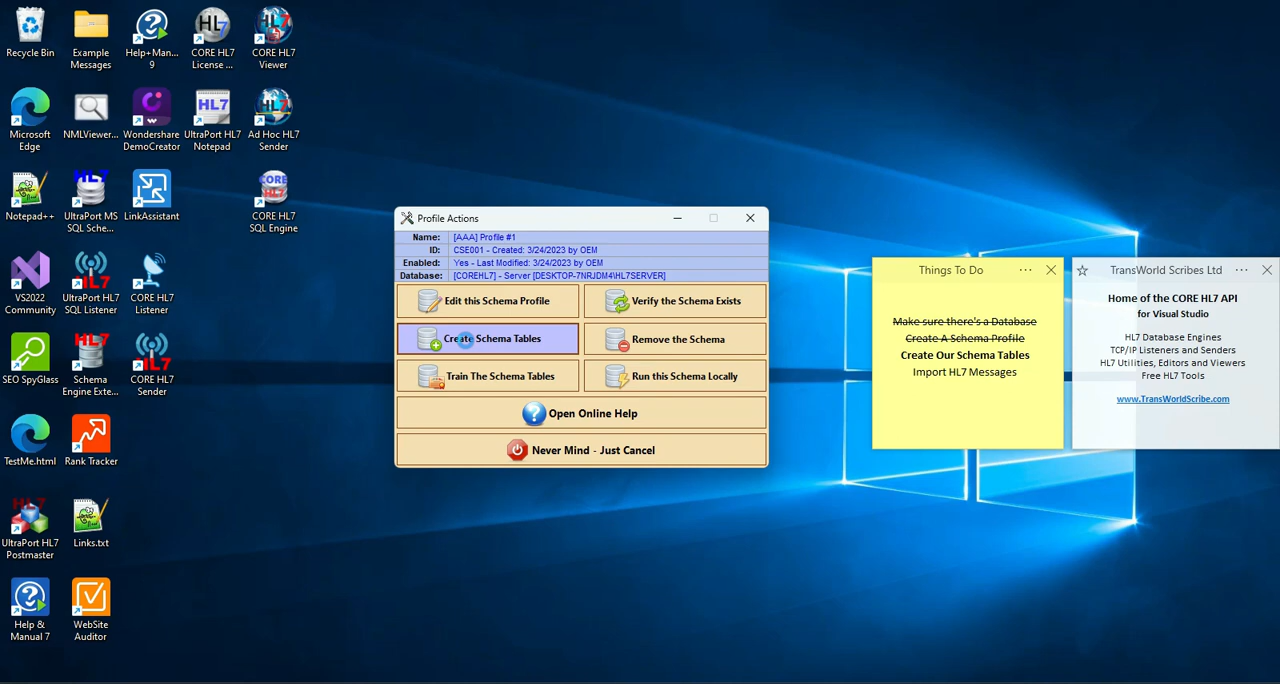 Recycle Bin
Example
Messages
Help+Man...
9
CORE HL7
License ...
CORE HL7
Viewer
Microsoft
Edge
NMLViewer...
Wondershare
DemoCreator
UltraPort HL7
Notepad
Ad Hoc HL7
Sender
Notepad++
UltraPort MS
SQL Sche...
LinkAssistant
CORE HL7
SQL Engine
VS2022
Community
UltraPort HL7
SQL Listener
CORE HL7
Listener
SEO SpyGlass
Schema
Engine Exte...
CORE HL7
Sender
TestMe.html
Rank Tracker
UltraPort HL7
Postmaster
Links.txt
Help &
Manual 7
WebSite
Auditor
Profile Actions
Name: [AAA] Profile #1
ID: CSE001 - Created: 3/24/2023 by OEM
Enabled: Yes - Last Modified: 3/24/2023 by OEM
Database: [COREHL7] - Server [DESKTOP-7NRJDM4\HL7SERVER]
Edit this Schema Profile
Verify the Schema Exists
Create Schema Tables
Remove the Schema
Train The Schema Tables
Run this Schema Locally
Open Online Help
Never Mind - Just Cancel
Things To Do
Make sure there's a Database
Create A Schema Profile
Create Our Schema Tables
Import HL7 Messages
TransWorld Scribes Ltd
Home of the CORE HL7 API
for Visual Studio
HL7 Database Engines
TCP/IP Listeners and Senders
HL7 Utilities, Editors and Viewers
Free HL7 Tools
www.TransWorldScribe.com